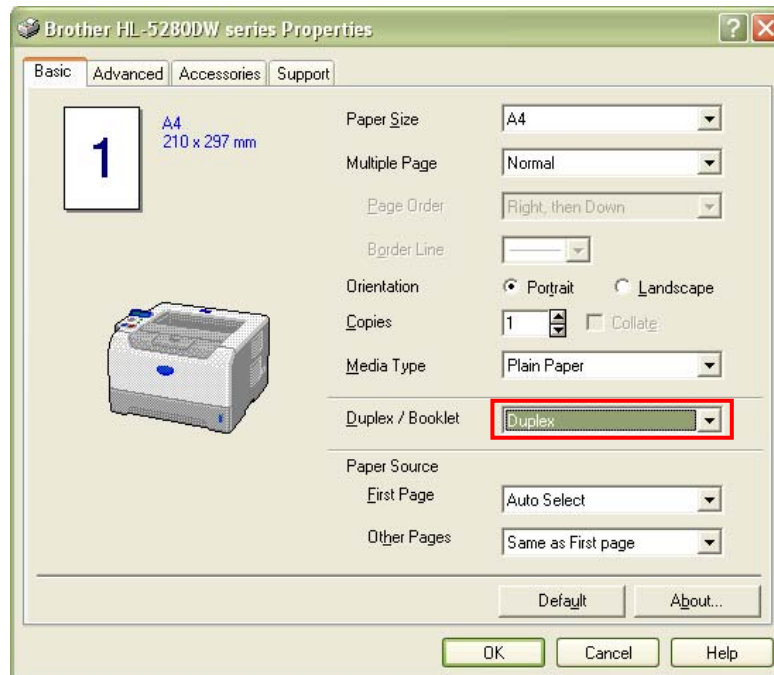 Brother HL-5280DW series Properties
Basic Advanced Accessories Support
1
A4
210 x 297 mm
Paper Size A4
Multiple Page Normal
Page Order Right, then Down
Border Line
Orientation Portrait Landscape
Copies 1 Collate
Media Type Plain Paper
Duplex / Booklet Duplex
Paper Source
First Page Auto Select
Other Pages Same as First page
Default About...
OK Cancel Help